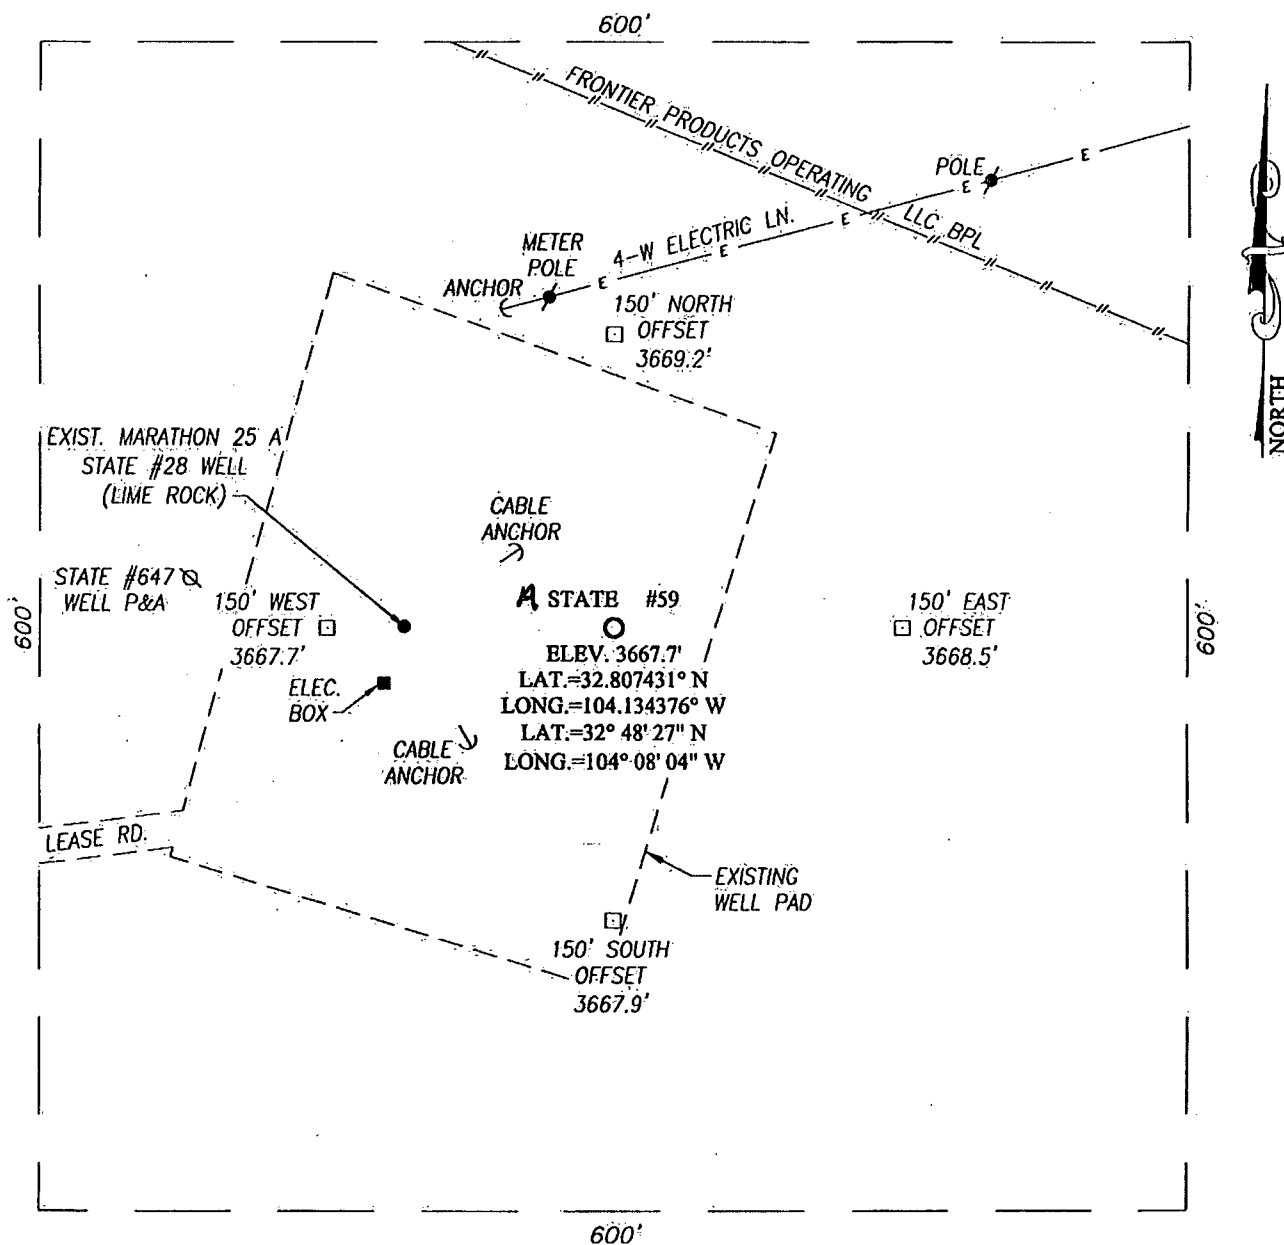 600'
FRONTIER PRODUCTS OPERATING LLC BPL
POLE
E
E
E
E
E
4-W ELECTRIC LN.
METER
POLE
ANCHOR
150' NORTH
OFFSET
3669.2'
NORTH
EXIST. MARATHON 25 A
STATE #28 WELL
(LIME ROCK)
CABLE
ANCHOR
STATE #647
WELL P&A
150' WEST
OFFSET
3667.7'
A STATE #59
150' EAST
OFFSET
3668.5'
600'
600'
ELEV. 3667.7'
LAT.=32.807431° N
LONG.=104.134376° W
LAT.=32° 48' 27" N
LONG.=104° 08' 04" W
ELEC.
BOX
CABLE
ANCHOR
LEASE RD.
EXISTING
WELL PAD
150' SOUTH
OFFSET
3667.9'
600'